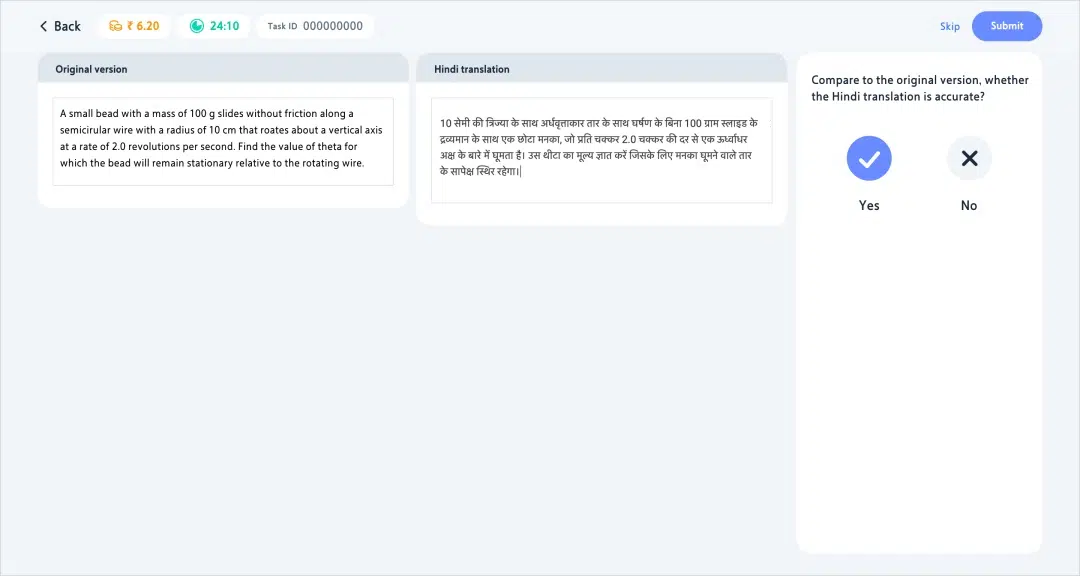 Back
₹ 6.20
24:10
Task ID 000000000
Skip
Submit
Original version
A small bead with a mass of 100 g slides without friction along a
semicirular wire with a radius of 10 cm that roates about a vertical axis
at a rate of 2.0 revolutions per second. Find the value of theta for
which the bead will remain stationary relative to the rotating wire.
Hindi translation
10 सेमी की त्रिज्या के साथ अर्धवृत्ताकार तार के साथ घर्षण के बिना 100 ग्राम स्लाइड के
द्रव्यमान के साथ एक छोटा मनका, जो प्रति चक्कर 2.0 चक्कर की दर से एक ऊर्ध्वाधर
अक्ष के बारे में घूमता है। उस थीटा का मूल्य ज्ञात करें जिसके लिए मनका घूमने वाले तार
के सापेक्ष स्थिर रहेगा।
Compare to the original version, whether
the Hindi translation is accurate?
Yes
No